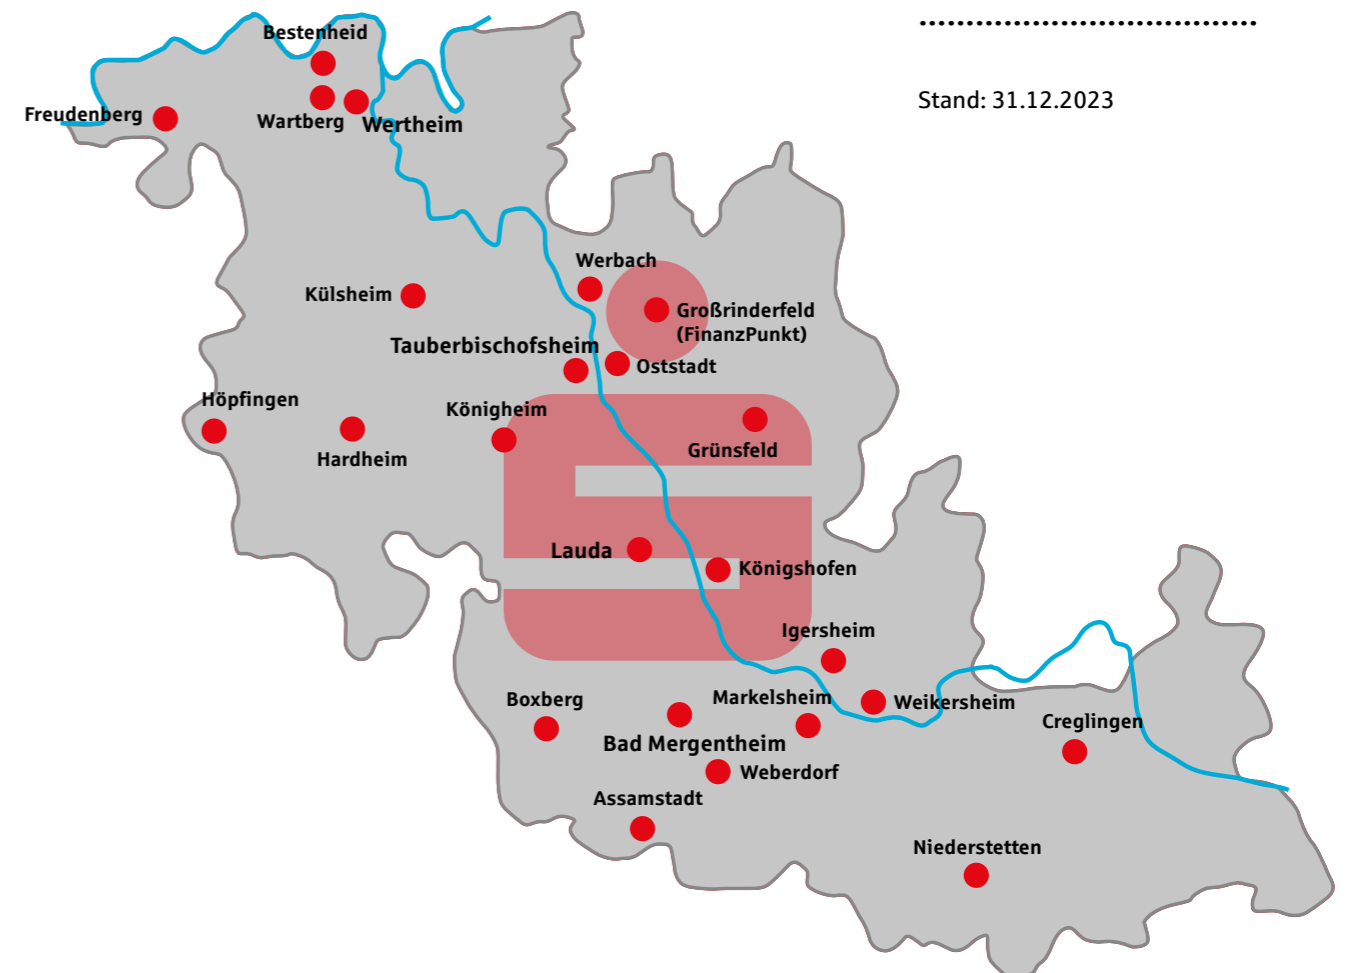 Stand: 31.12.2023
Bestenheid
Freudenberg
Wartberg
Wertheim
Werbach
Külsheim
Großrinderfeld
(FinanzPunkt)
Tauberbischofsheim
Oststadt
Höpfingen
Königheim
Hardheim
Grünsfeld
Lauda
Königshofen
Igersheim
Boxberg
Markelsheim
Weikersheim
Creglingen
Bad Mergentheim
Weberdorf
Assamstadt
Niederstetten